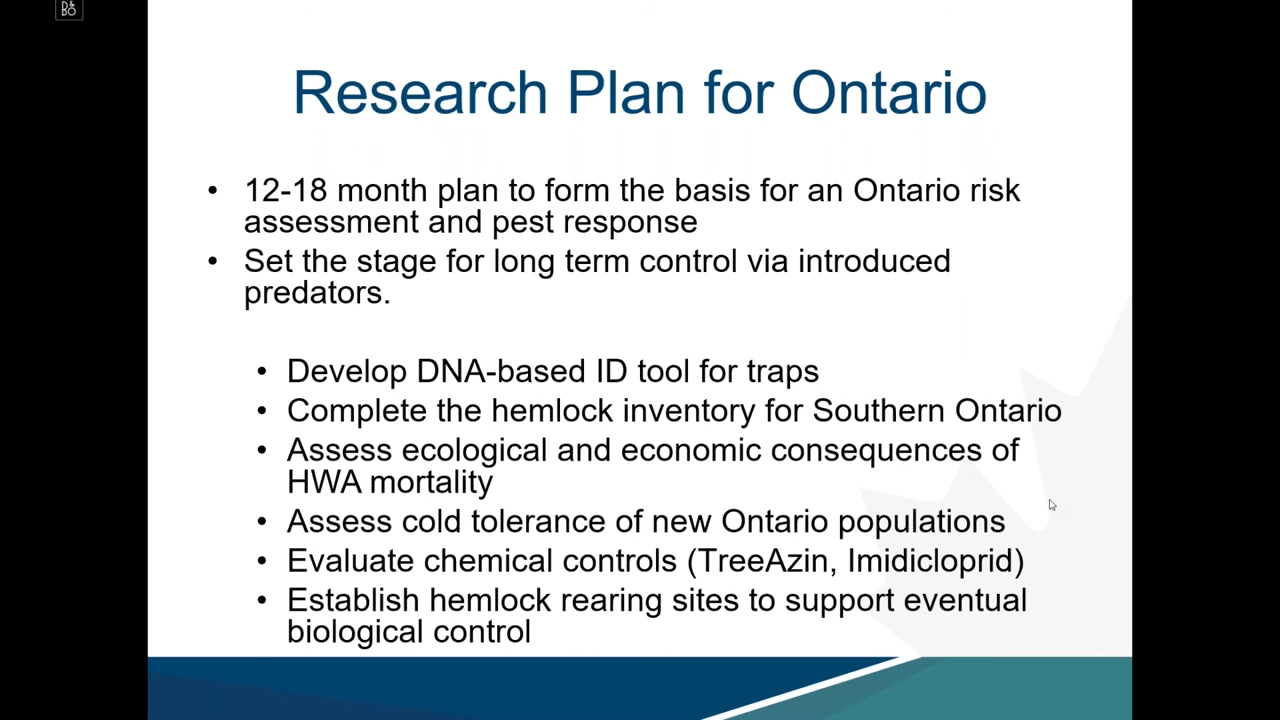 D&
BO
Research Plan for Ontario
• 12-18 month plan to form the basis for an Ontario risk
assessment and pest response
• Set the stage for long term control via introduced
predators.
• Develop DNA-based ID tool for traps
• Complete the hemlock inventory for Southern Ontario
• Assess ecological and economic consequences of
HWA mortality
• Assess cold tolerance of new Ontario populations
• Evaluate chemical controls (TreeAzin, Imidicloprid)
• Establish hemlock rearing sites to support eventual
biological control